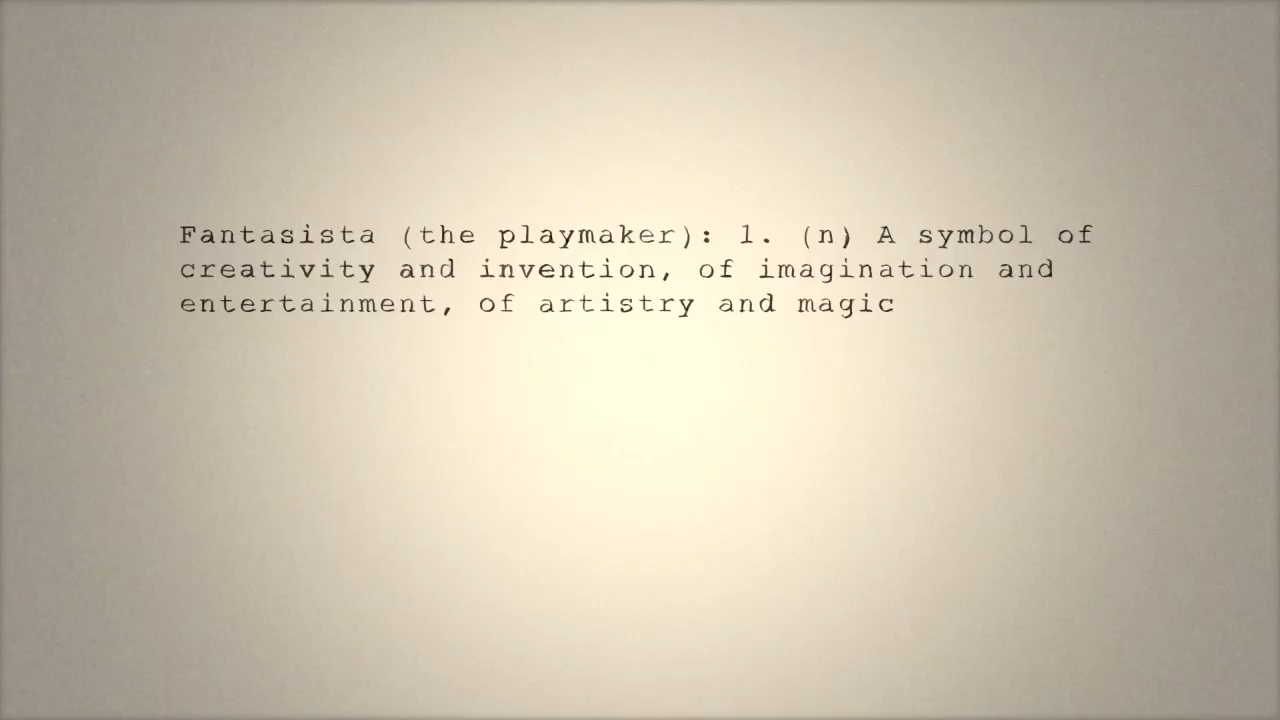 Fantasista (the playmaker): 1. (n) A symbol of
creativity and invention, of imagination and
entertainment, of artistry and magic